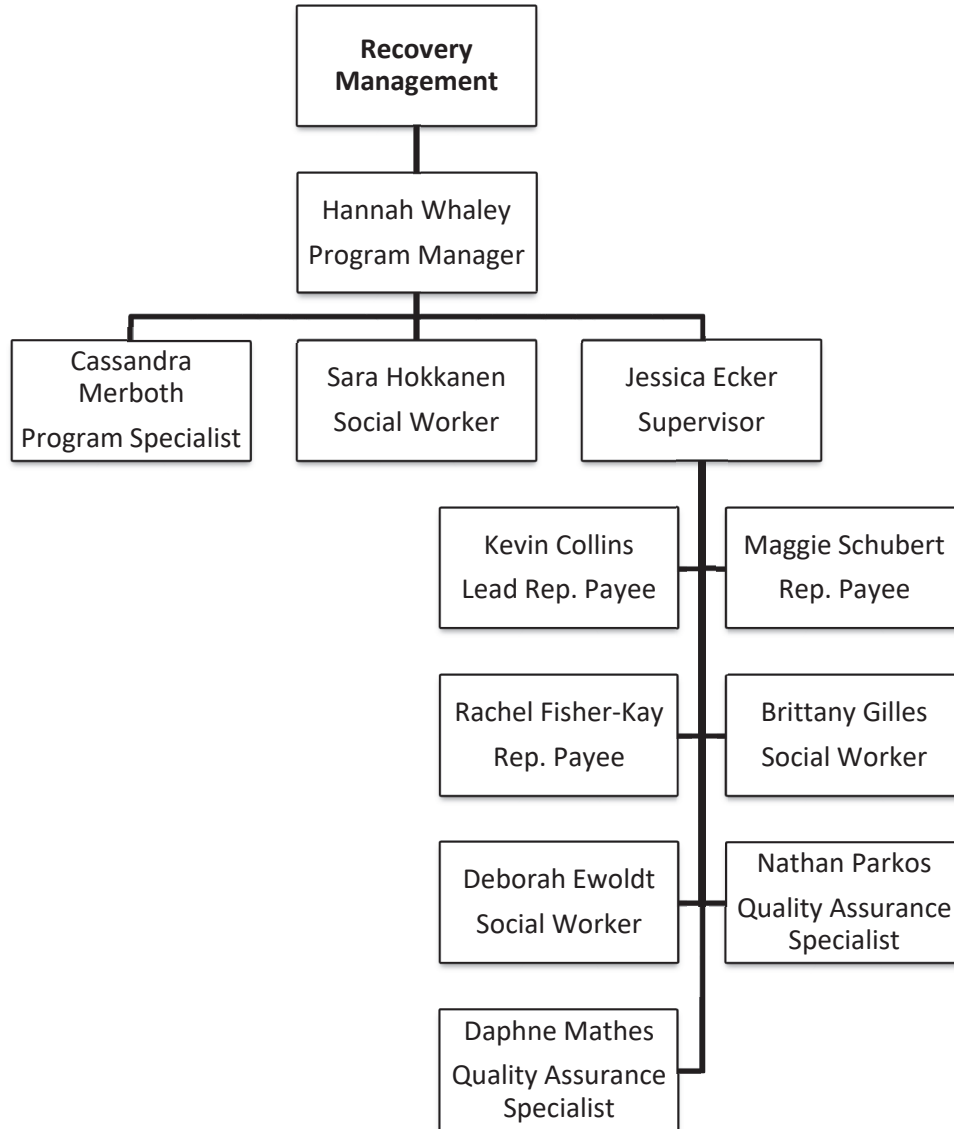 Recovery
Management
Hannah Whaley
Program Manager
Cassandra
Merboth
Program Specialist
Sara Hokkanen
Social Worker
Jessica Ecker
Supervisor
Kevin Collins
Lead Rep. Payee
Maggie Schubert
Rep. Payee
Rachel Fisher-Kay
Rep. Payee
Brittany Gilles
Social Worker
Deborah Ewoldt
Social Worker
Nathan Parkos
Quality Assurance
Specialist
Daphne Mathes
Quality Assurance
Specialist